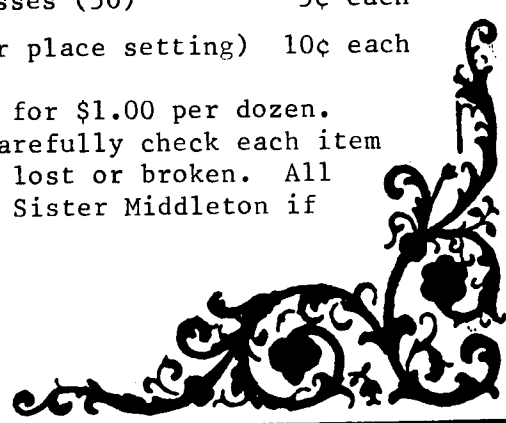 sses (50) 5¢ each
r place setting) 10¢ each
for $1.00 per dozen.
arefully check each item
lost or broken. All
Sister Middleton if